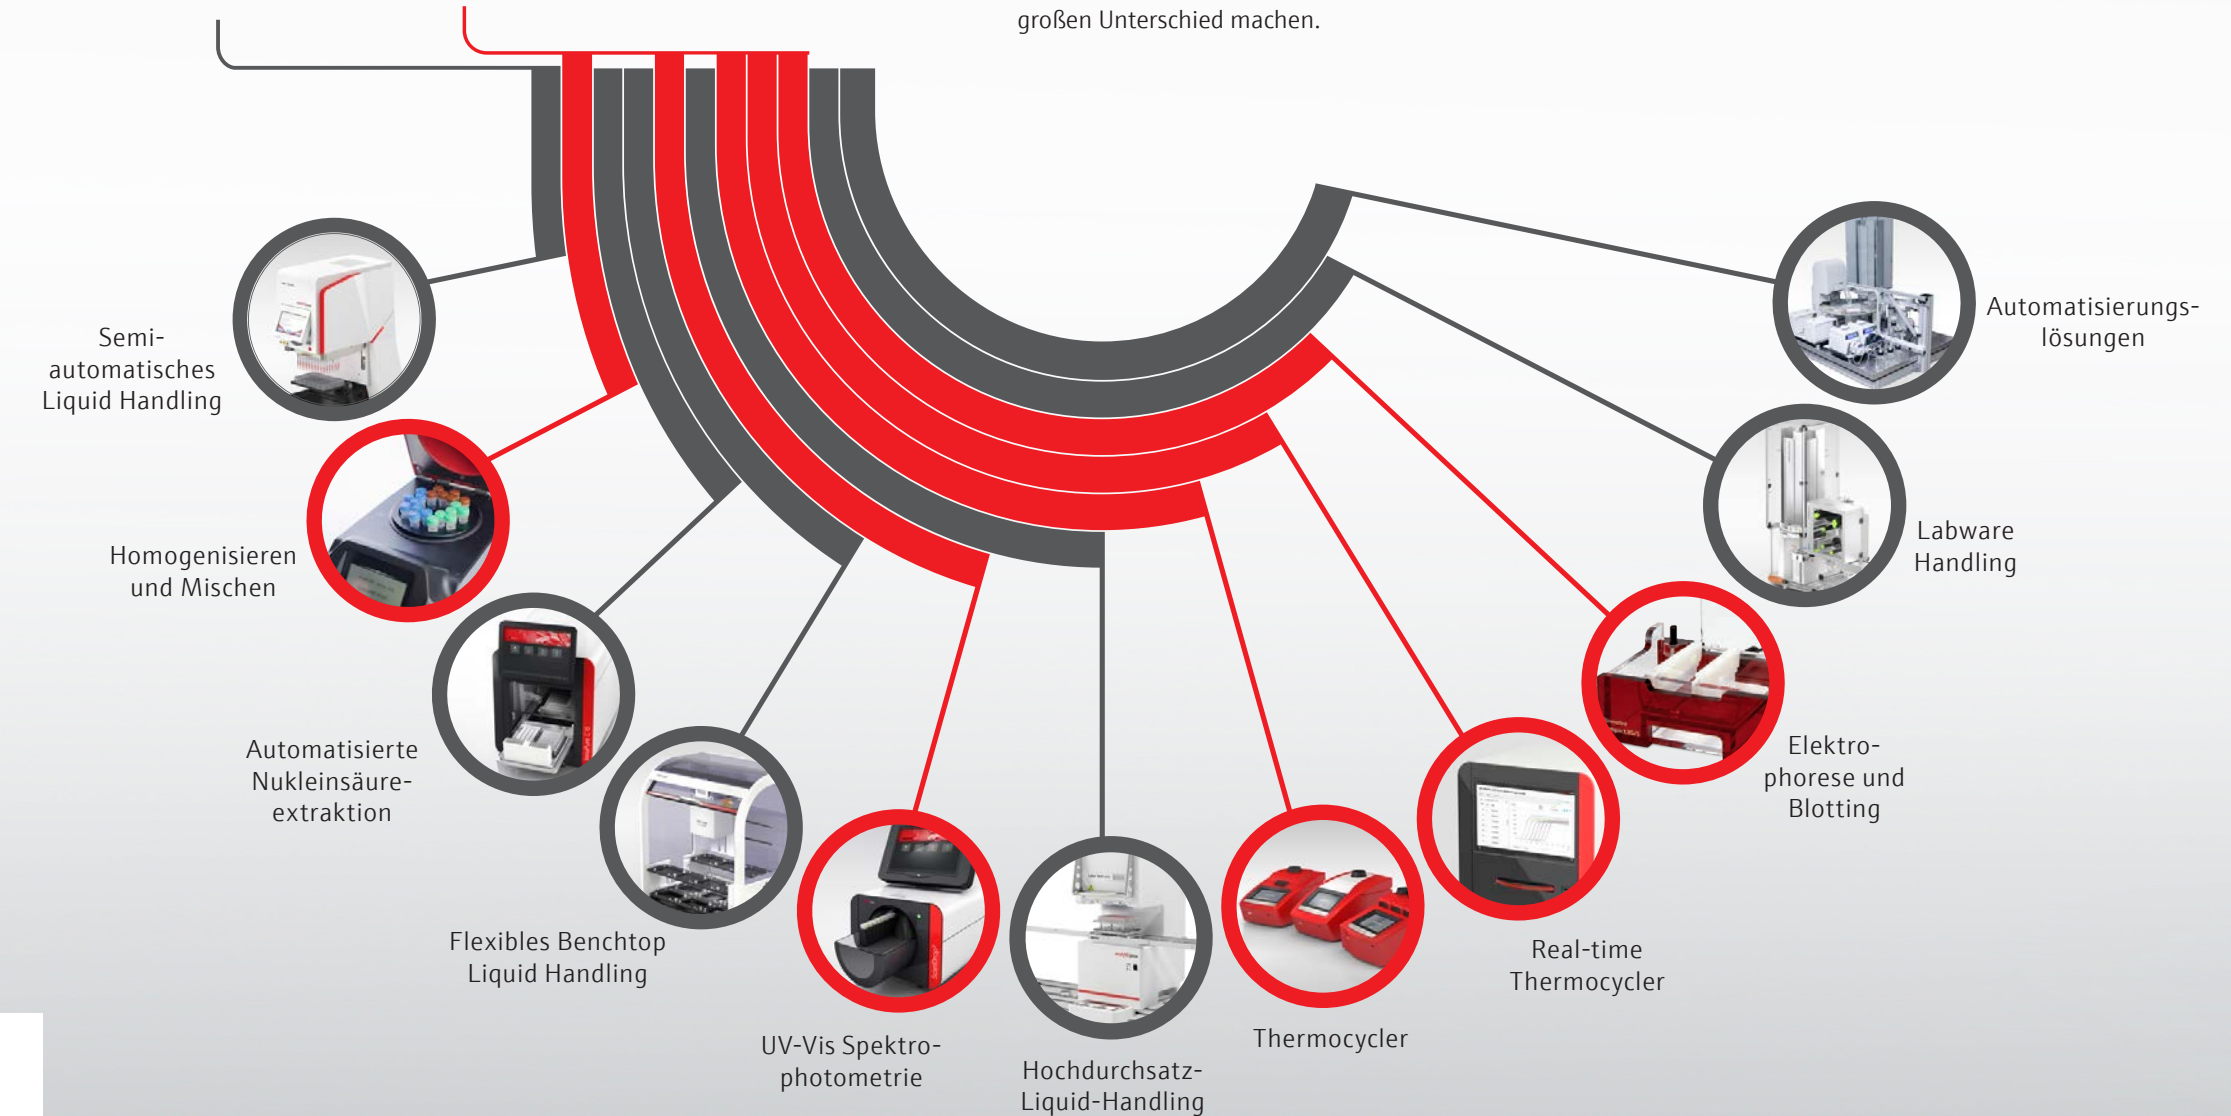 großen Unterschied machen.
Semi-
automatisches
Liquid Handling
Homogenisieren
und Mischen
Automatisierte
Nukleinsäure-
extraktion
Flexibles Benchtop
Liquid Handling
UV-Vis Spektro-
photometrie
Hochdurchsatz-
Liquid-Handling
Thermocycler
Real-time
Thermocycler
Elektro-
phorese und
Blotting
Labware
Handling
Automatisierungs-
lösungen